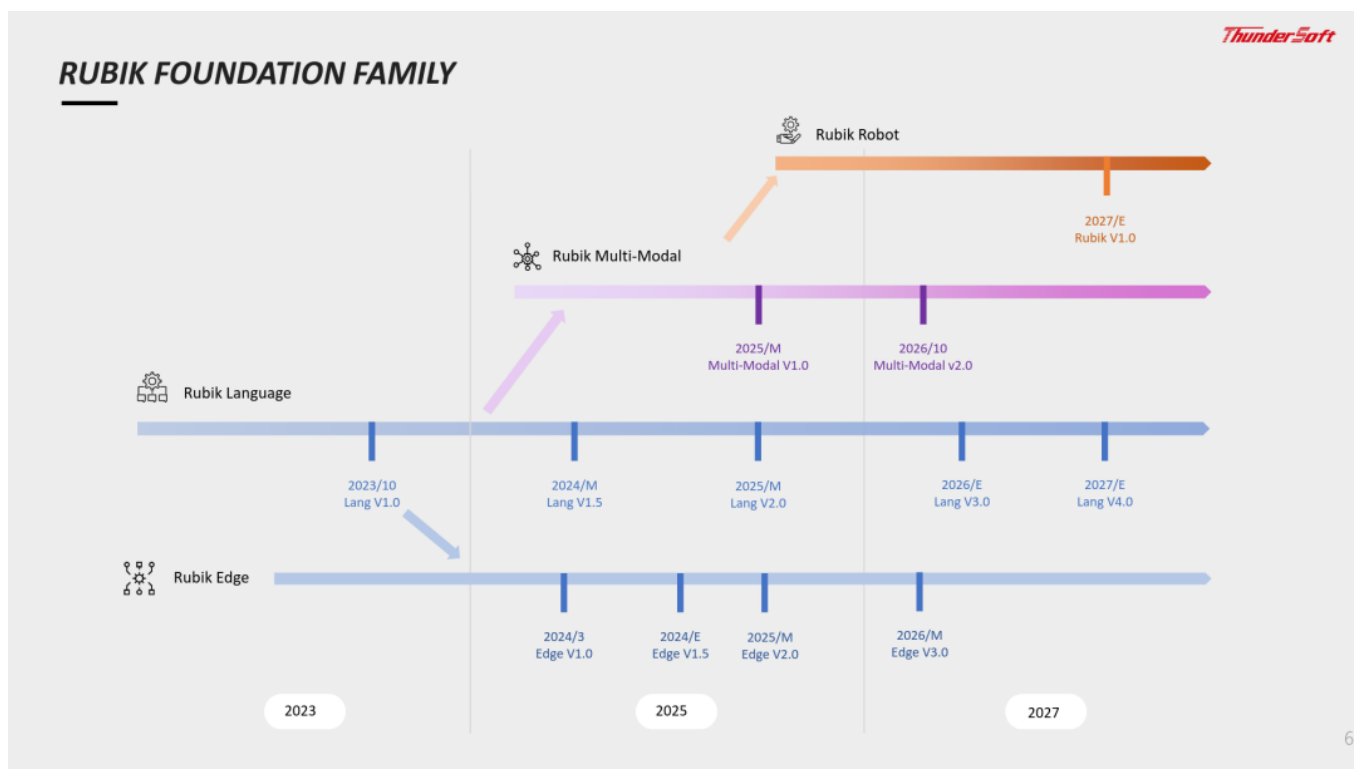 ThunderSoft
RUBIK FOUNDATION FAMILY
Rubik Robot
2027/E
Rubik V1.0
Rubik Multi-Modal
2025/M
Multi-Modal V1.0
2026/10
Multi-Modal v2.0
Rubik Language
2023/10
Lang V1.0
2024/M
Lang V1.5
2025/M
Lang V2.0
2026/E
Lang V3.0
2027/E
Lang V4.0
Rubik Edge
2024/3
Edge V1.0
2024/E
Edge V1.5
2025/M
Edge V2.0
2026/M
Edge V3.0
2023
2025
2027
6